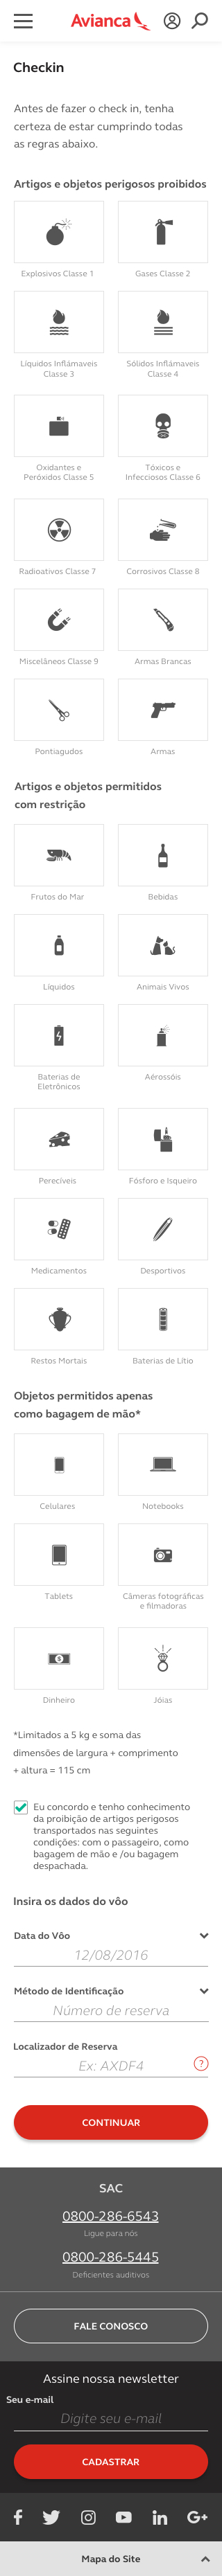 Avianca
Checkin
Antes de fazer o check in, tenha
certeza de estar cumprindo todas
as regras abaixo.
Artigos e objetos perigosos proibidos
Explosivos Classe 1
Gases Classe 2
Líquidos Inflámaveis
Classe 3
Sólidos Inflámaveis
Classe 4
Oxidantes e
Peróxidos Classe 5
Tóxicos e
Infecciosos Classe 6
Radioativos Classe 7
Corrosivos Classe 8
Miscelâneos Classe 9
Armas Brancas
Pontiagudos
Armas
Artigos e objetos permitidos
com restrição
Frutos do Mar
Bebidas
Líquidos
Animais Vivos
Baterias de
Eletrônicos
Aérossóis
Perecíveis
Fósforo e Isqueiro
Medicamentos
Desportivos
Restos Mortais
Baterias de Lítio
Objetos permitidos apenas
como bagagem de mão*
Celulares
Notebooks
Tablets
Câmeras fotográficas
e filmadoras
Dinheiro
Jóias
*Limitados a 5 kg e soma das
dimensões de largura + comprimento
+ altura = 115 cm
Eu concordo e tenho conhecimento
da proibição de artigos perigosos
transportados nas seguintes
condições: com o passageiro, como
bagagem de mão e /ou bagagem
despachada.
Insira os dados do vôo
Data do Vôo
12/08/2016
Método de Identificação
Número de reserva
Localizador de Reserva
Ex: AXDF4
?
CONTINUAR
SAC
0800-286-6543
Ligue para nós
0800-286-5445
Deficientes auditivos
FALE CONOSCO
Assine nossa newsletter
Seu e-mail
Digite seu e-mail
CADASTRAR
Mapa do Site